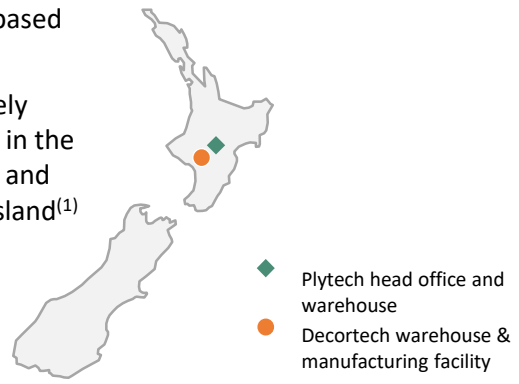 based
ely
in the
and
sland(1)
Plytech head office and
warehouse
Decortech warehouse &
manufacturing facility